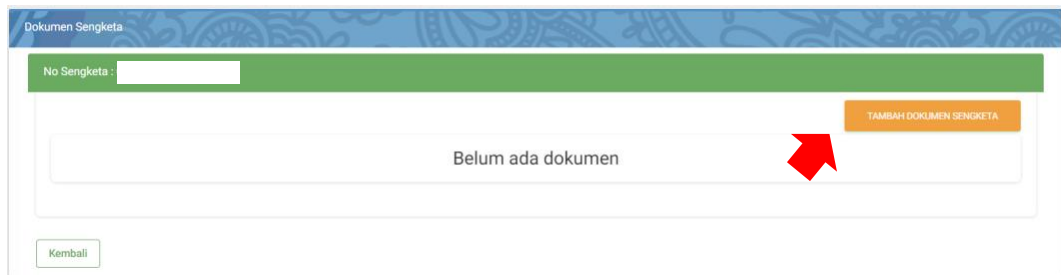 Dokumen Sengketa
No Sengketa :
TAMBAH DOKUMEN SENGKETA
Belum ada dokumen
Kembali